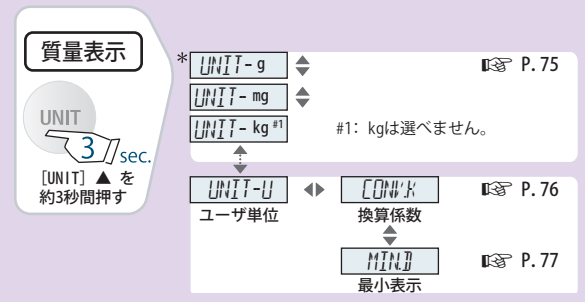 質量表示
UNIT
3 sec.
[UNIT] ▲ を
約3秒間押す
*UNIT- g
☞ P.75
UNIT- mg
UNIT- kg #1
#1: kgは選べません。
UNIT-U
CONV.K
☞ P.76
ユーザ単位
換算係数
MIN.D
☞ P.77
最小表示